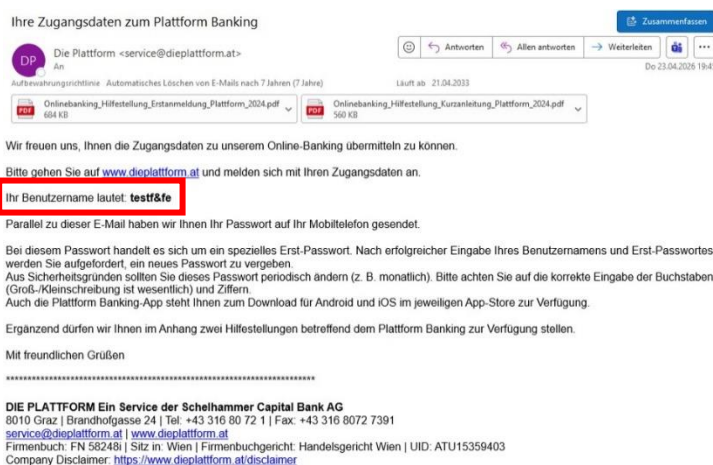 Ihre Zugangsdaten zum Plattform Banking
Zusammenfassen
DP
Die Plattform <service@dieplattform.at>
An
Antworten
Allen antworten
Weiterleiten
Do 23.04.2026 19:45
Aufbewahrungsrichtlinie Automatisches Löschen von E-Mails nach 7 Jahren (7 Jahre)
Läuft ab 21.04.2033
PDF
Onlinebanking_Hilfestellung_Erstanmeldung_Plattform_2024.pdf
684 KB
PDF
Onlinebanking_Hilfestellung_Kurzanleitung_Plattform_2024.pdf
560 KB
Wir freuen uns, Ihnen die Zugangsdaten zu unserem Online-Banking übermitteln zu können.
Bitte gehen Sie auf www.dieplattform.at und melden sich mit Ihren Zugangsdaten an.
Ihr Benutzername lautet: testf&fe
Parallel zu dieser E-Mail haben wir Ihnen Ihr Passwort auf Ihr Mobiltelefon gesendet.
Bei diesem Passwort handelt es sich um ein spezielles Erst-Passwort. Nach erfolgreicher Eingabe Ihres Benutzernamens und Erst-Passwortes
werden Sie aufgefordert, ein neues Passwort zu vergeben.
Aus Sicherheitsgründen sollten Sie dieses Passwort periodisch ändern (z. B. monatlich). Bitte achten Sie auf die korrekte Eingabe der Buchstaben
(Groß-/Kleinschreibung ist wesentlich) und Ziffern.
Auch die Plattform Banking-App steht Ihnen zum Download für Android und iOS im jeweiligen App-Store zur Verfügung.
Ergänzend dürfen wir Ihnen im Anhang zwei Hilfestellungen betreffend dem Plattform Banking zur Verfügung stellen.
Mit freundlichen Grüßen
************************************************************************
DIE PLATTFORM Ein Service der Schelhammer Capital Bank AG
8010 Graz | Brandhofgasse 24 | Tel: +43 316 80 72 1 | Fax: +43 316 8072 7391
service@dieplattform.at | www.dieplattform.at
Firmenbuch: FN 58248i | Sitz in: Wien | Firmenbuchgericht: Handelsgericht Wien | UID: ATU15359403
Company Disclaimer: https://www.dieplattform.at/disclaimer